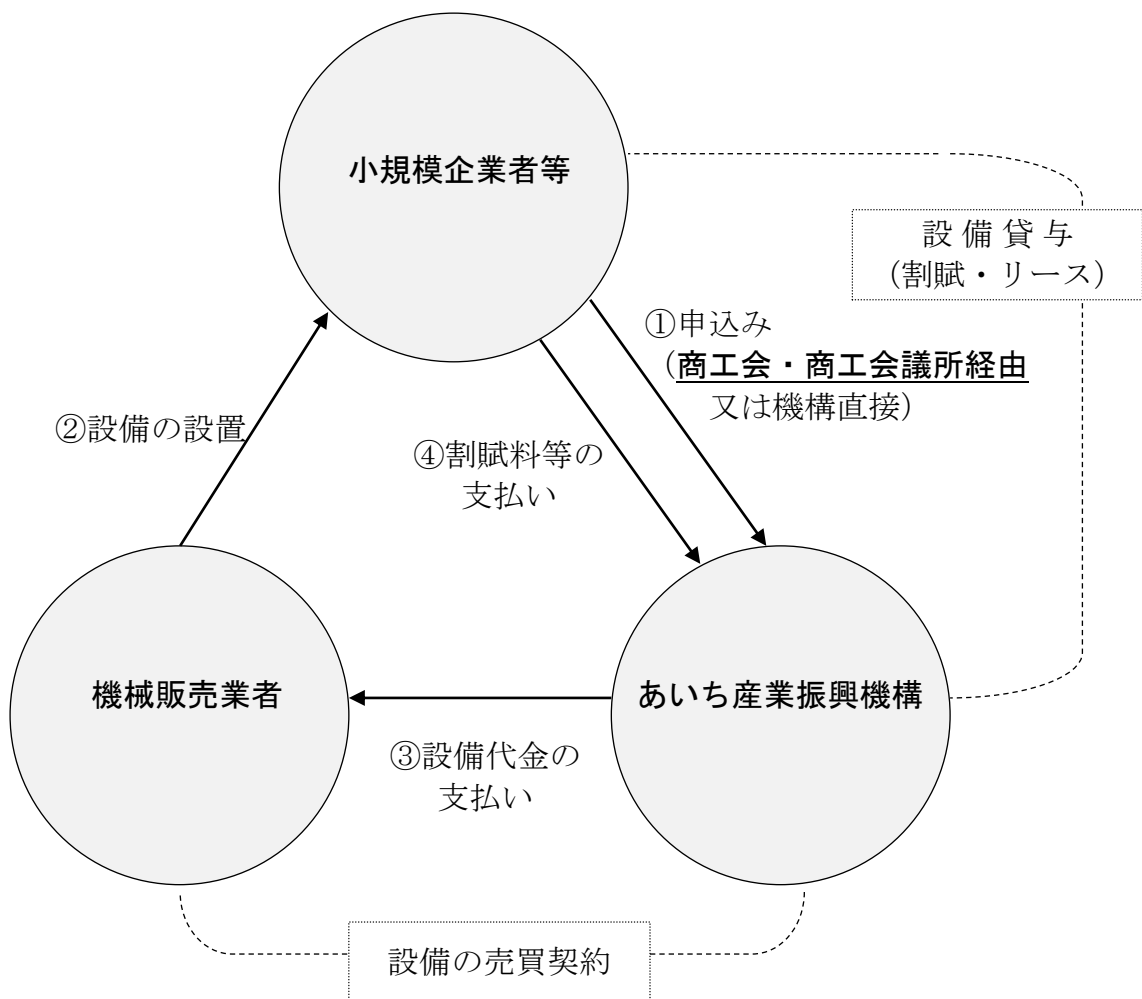 小規模企業者等
設備貸与
（割賦・リース）
①申込み
（商工会・商工会議所経由
又は機構直接）
②設備の設置
④割賦料等の
支払い
機械販売業者
あいち産業振興機構
③設備代金の
支払い
設備の売買契約